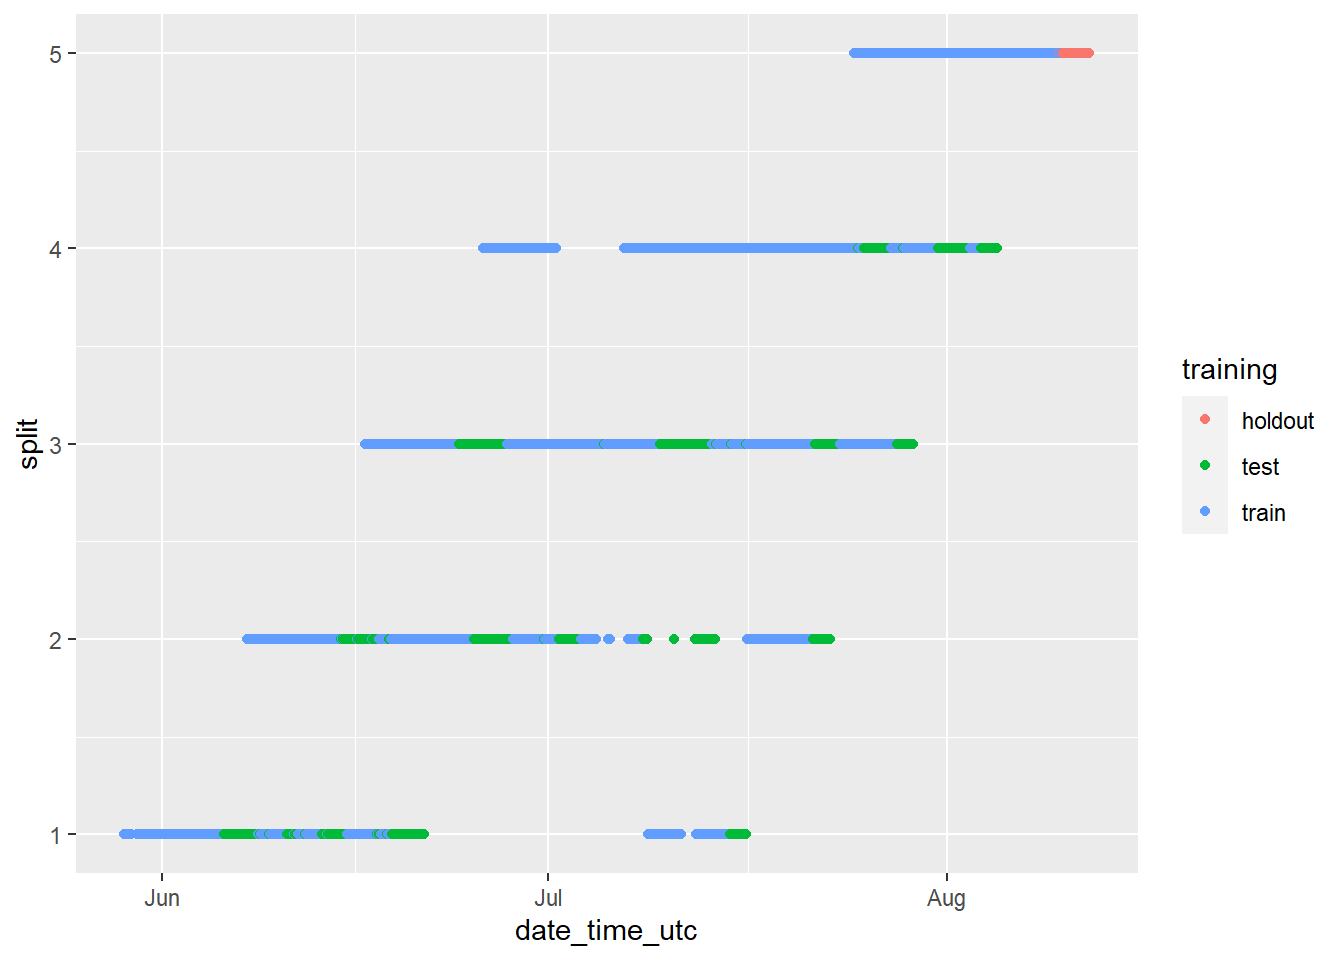 5
4
3
2
1
split
Jun
Jul
Aug
date_time_utc
training
holdout
test
train